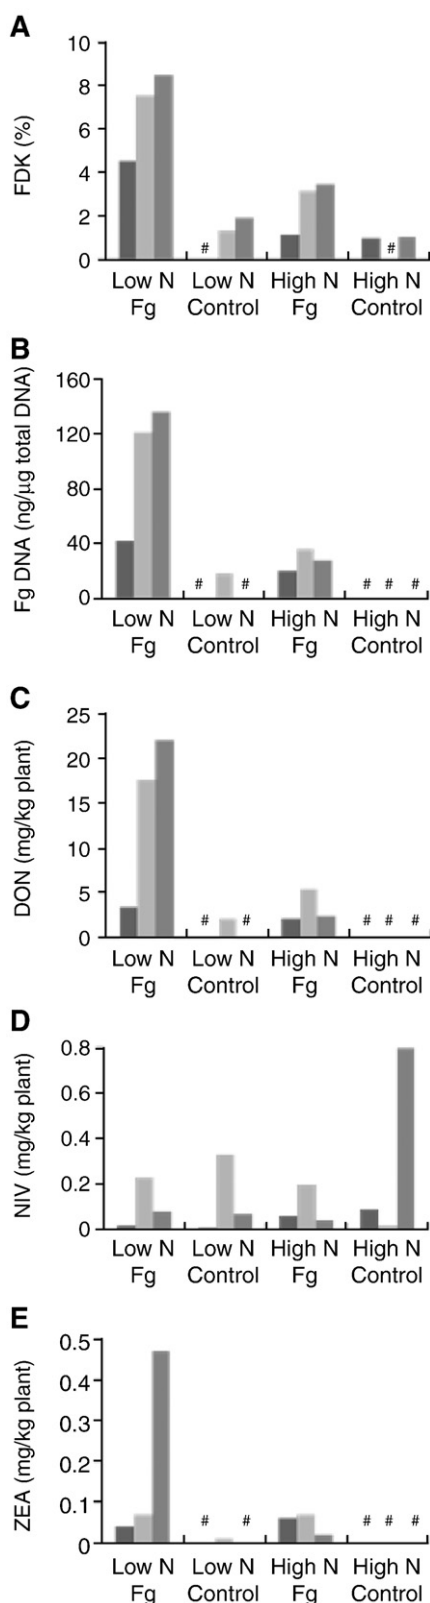 A
FDK (%)
10
8
6
4
2
0
# #
Low N Low N High N High N
Fg Control Fg Control
B
Fg DNA (ng/µg total DNA)
160
120
80
40
0
# # # # #
Low N Low N High N High N
Fg Control Fg Control
C
DON (mg/kg plant)
25
20
15
10
5
0
# # # # #
Low N Low N High N High N
Fg Control Fg Control
D
NIV (mg/kg plant)
0.8
0.6
0.4
0.2
0
Low N Low N High N High N
Fg Control Fg Control
E
ZEA (mg/kg plant)
0.5
0.4
0.3
0.2
0.1
0
# # # # #
Low N Low N High N High N
Fg Control Fg Control